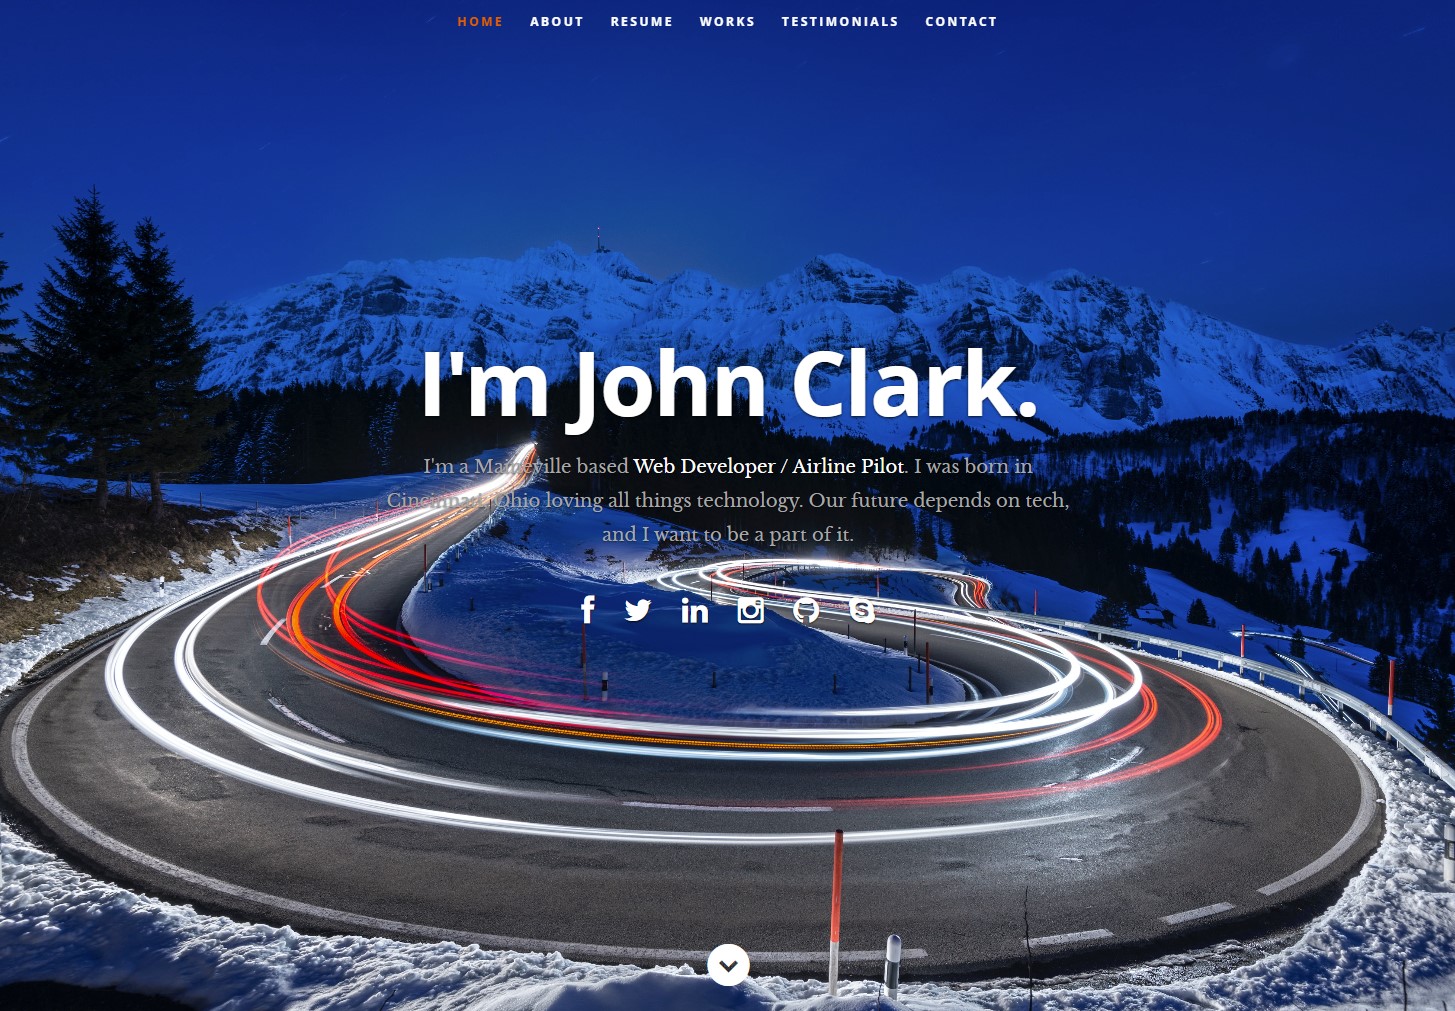 HOME ABOUT RESUME WORKS TESTIMONIALS CONTACT
I'm John Clark.
I'm a Maineville based Web Developer / Airline Pilot. I was born in
Cincinnati, Ohio loving all things technology. Our future depends on tech,
and I want to be a part of it.